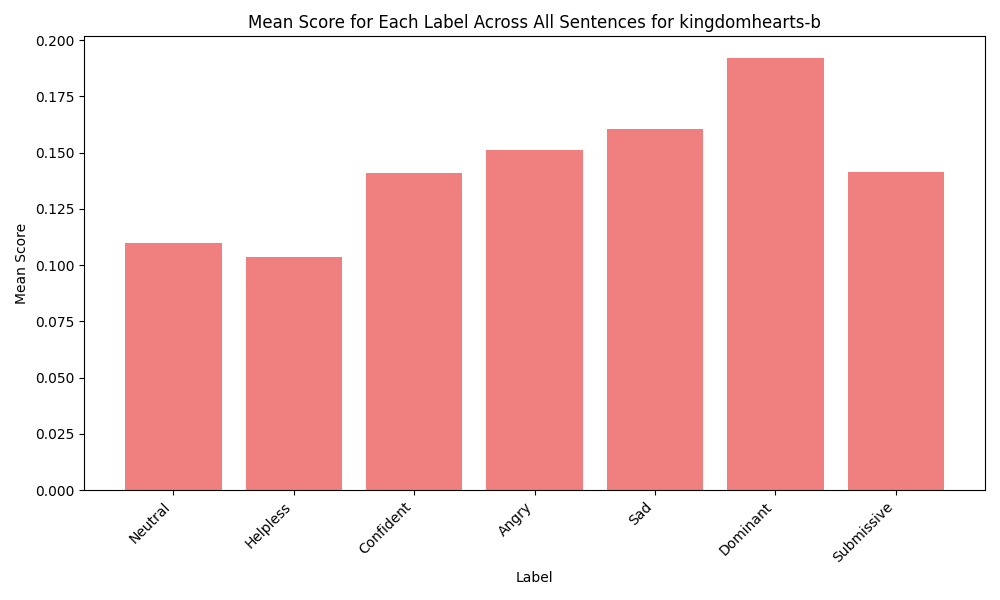 Mean Score for Each Label Across All Sentences for kingdomhearts-b
0.200
0.175
0.150
0.125
0.100
0.075
0.050
0.025
0.000
Mean Score
Neutral
Helpless
Confident
Angry
Sad
Dominant
Submissive
Label